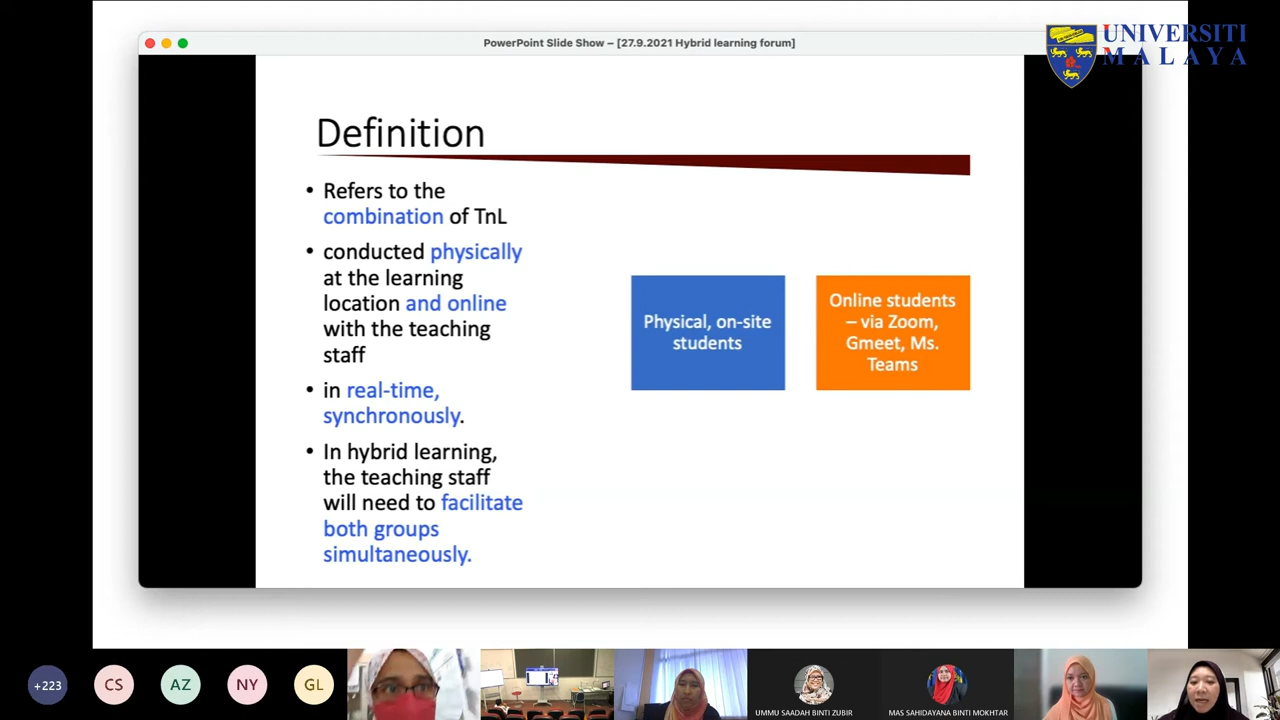 PowerPoint Slide Show – [27.9.2021 Hybrid learning forum]
UNIVERSITI
MALAYA
Definition
• Refers to the
combination of TnL
• conducted physically
at the learning
location and online
with the teaching
staff
• in real-time,
synchronously.
• In hybrid learning,
the teaching staff
will need to facilitate
both groups
simultaneously.
Physical, on-site
students
Online students
– via Zoom,
Gmeet, Ms.
Teams
+223
CS
AZ
NY
GL
UMMU SAADAH BINTI ZUBIR
MAS SAHIDAYANA BINTI MOKHTAR